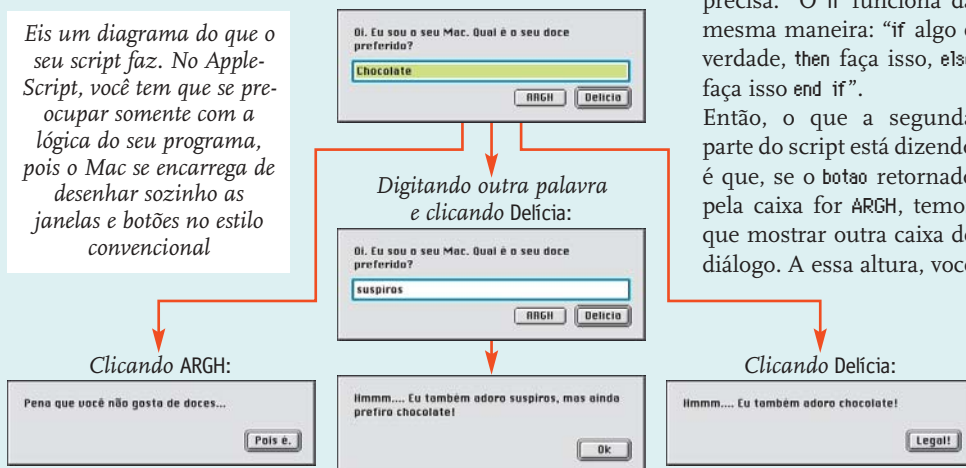 Eis um diagrama do que o
seu script faz. No Apple-
Script, você tem que se pre-
ocupar somente com a
lógica do seu programa,
pois o Mac se encarrega de
desenhar sozinho as
janelas e botões no estilo
convencional
Oi. Eu sou o seu Mac. Qual é o seu doce
preferido?
Chocolate
ARGH
Delícia
precisa." O if funciona da
mesma maneira: “if algo é
verdade, then faça isso, else
faça isso end if”.
Então, o que a segunda
parte do script está dizendo
é que, se o botao retornado
pela caixa for ARGH, temos
que mostrar outra caixa de
diálogo. A essa altura, você
Digitando outra palavra
e clicando Delícia:
Oi. Eu sou o seu Mac. Qual é o seu doce
preferido?
suspiros
ARGH
Delícia
Clicando ARGH:
Pena que você não gosta de doces...
Pois é.
Hmmm.... Eu também adoro suspiros, mas ainda
prefiro chocolate!
Ok
Clicando Delícia:
Hmmm.... Eu também adoro chocolate!
Legal!